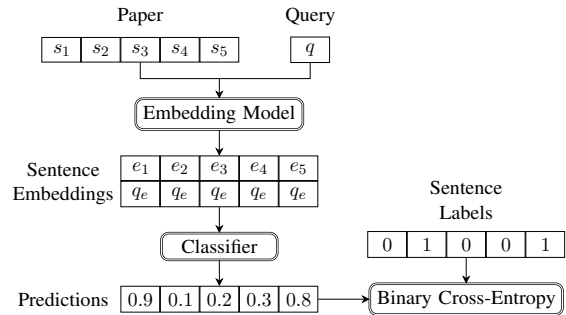 Paper Query
s₁ s₂ s₃ s₄ s₅ q
Embedding Model
Sentence Embeddings
e₁ e₂ e₃ e₄ e₅
qₑ qₑ qₑ qₑ qₑ
Sentence
Labels
Classifier
0 1 0 0 1
Predictions 0.9 0.1 0.2 0.3 0.8 Binary Cross-Entropy